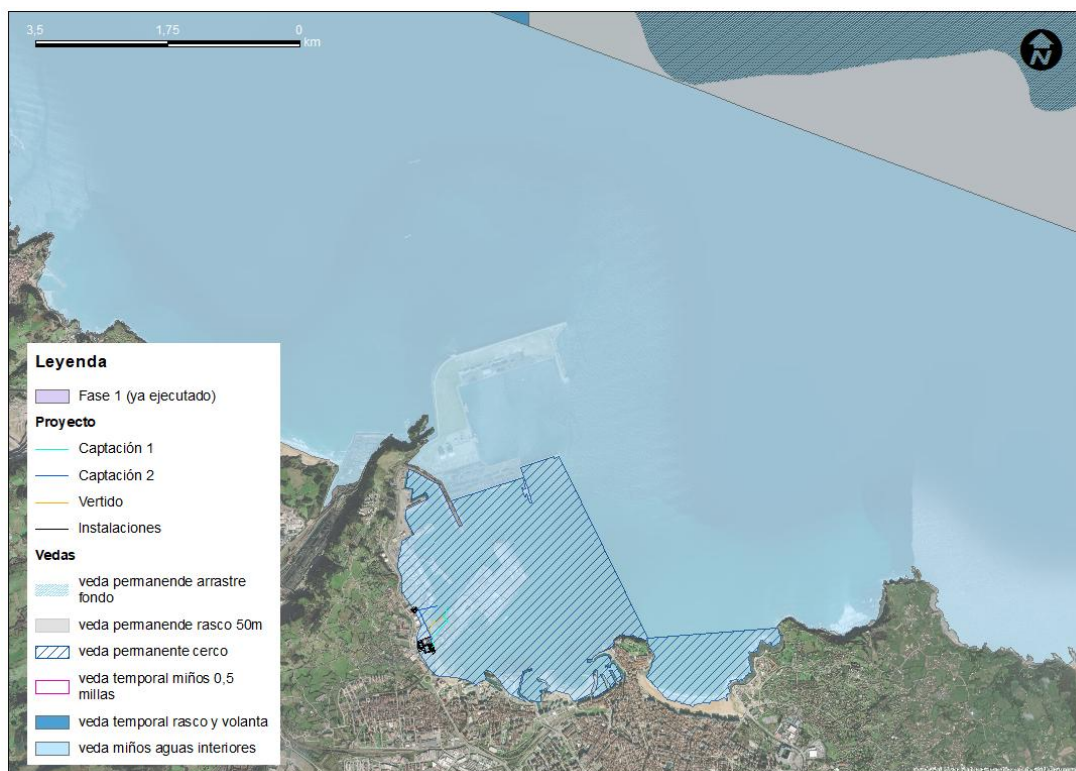 3,5 1,75 0
km
N
Leyenda
Fase 1 (ya ejecutado)
Proyecto
Captación 1
Captación 2
Vertido
Instalaciones
Vedas
veda permanende arrastre
fondo
veda permanende rasco 50m
veda permanente cerco
veda temporal miños 0,5
millas
veda temporal rasco y volanta
veda miños aguas interiores